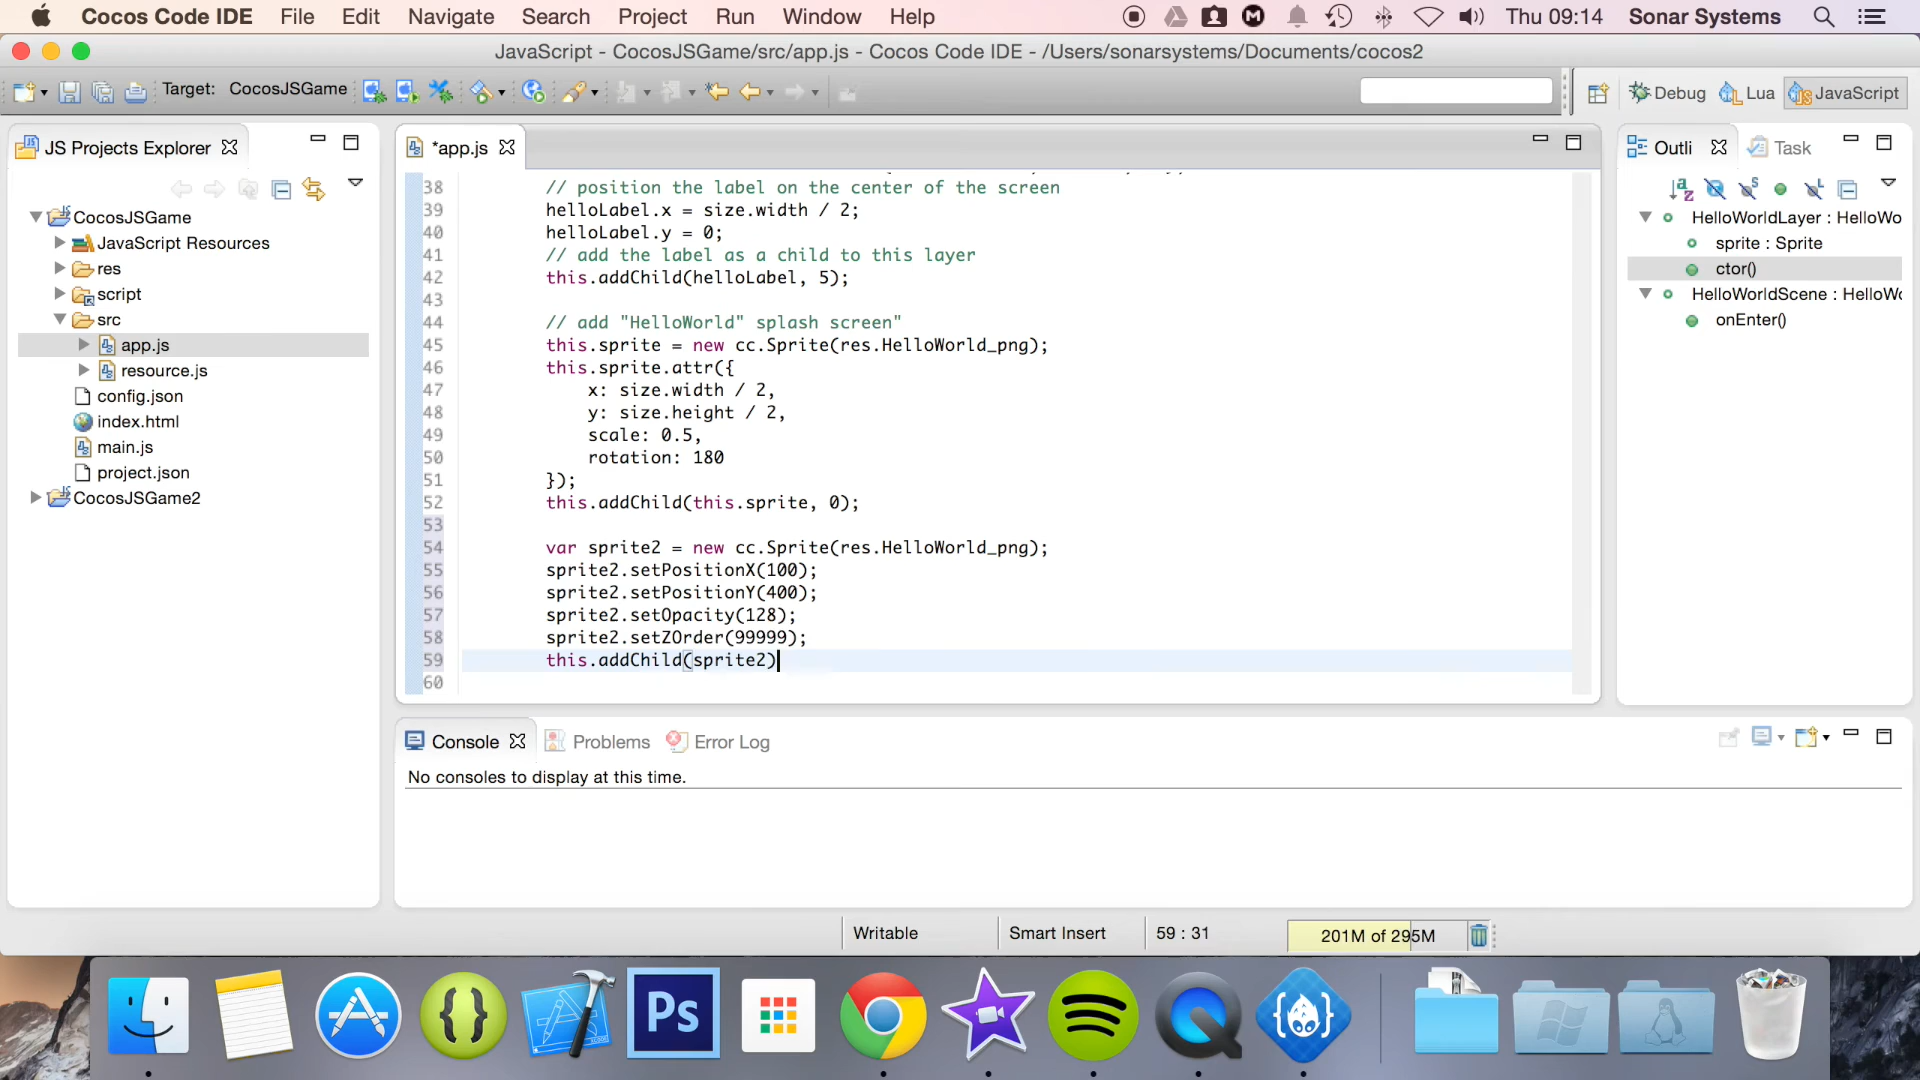 Cocos Code IDE File Edit Navigate Search Project Run Window Help Thu 09:14 Sonar Systems
JavaScript - CocosJSGame/src/app.js - Cocos Code IDE - /Users/sonarsystems/Documents/cocos2
Target: CocosJSGame Debug Lua JavaScript
JS Projects Explorer
CocosJSGame
JavaScript Resources
res
script
src
app.js
resource.js
config.json
index.html
main.js
project.json
CocosJSGame2
*app.js
38 // position the label on the center of the screen
39 helloLabel.x = size.width / 2;
40 helloLabel.y = 0;
41 // add the label as a child to this layer
42 this.addChild(helloLabel, 5);
43
44 // add "HelloWorld" splash screen"
45 this.sprite = new cc.Sprite(res.HelloWorld_png);
46 this.sprite.attr({
47 x: size.width / 2,
48 y: size.height / 2,
49 scale: 0.5,
50 rotation: 180
51 });
52 this.addChild(this.sprite, 0);
53
54 var sprite2 = new cc.Sprite(res.HelloWorld_png);
55 sprite2.setPositionX(100);
56 sprite2.setPositionY(400);
57 sprite2.setOpacity(128);
58 sprite2.setZOrder(99999);
59 this.addChild(sprite2)
60
Outli Task
HelloWorldLayer : HelloWo
sprite : Sprite
ctor()
HelloWorldScene : HelloWo
onEnter()
Console Problems Error Log
No consoles to display at this time.
Writable Smart Insert 59 : 31 201M of 295M
Ps